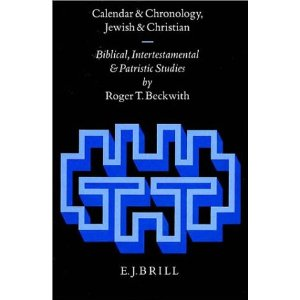 Calendar & Chronology,
Jewish & Christian
Biblical, Intertestamental
& Patristic Studies
by
Roger T. Beckwith
E.J. BRILL